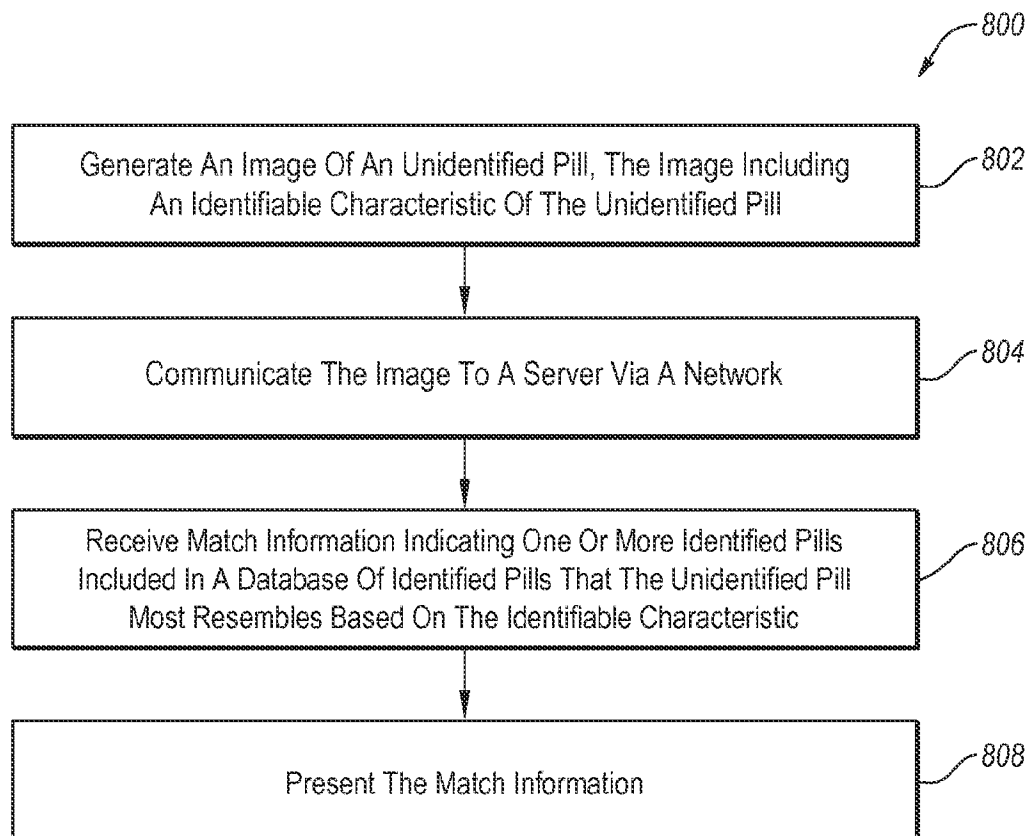 800
Generate An Image Of An Unidentified Pill, The Image Including
An Identifiable Characteristic Of The Unidentified Pill
802
Communicate The Image To A Server Via A Network
804
Receive Match Information Indicating One Or More Identified Pills
Included In A Database Of Identified Pills That The Unidentified Pill
Most Resembles Based On The Identifiable Characteristic
806
Present The Match Information
808